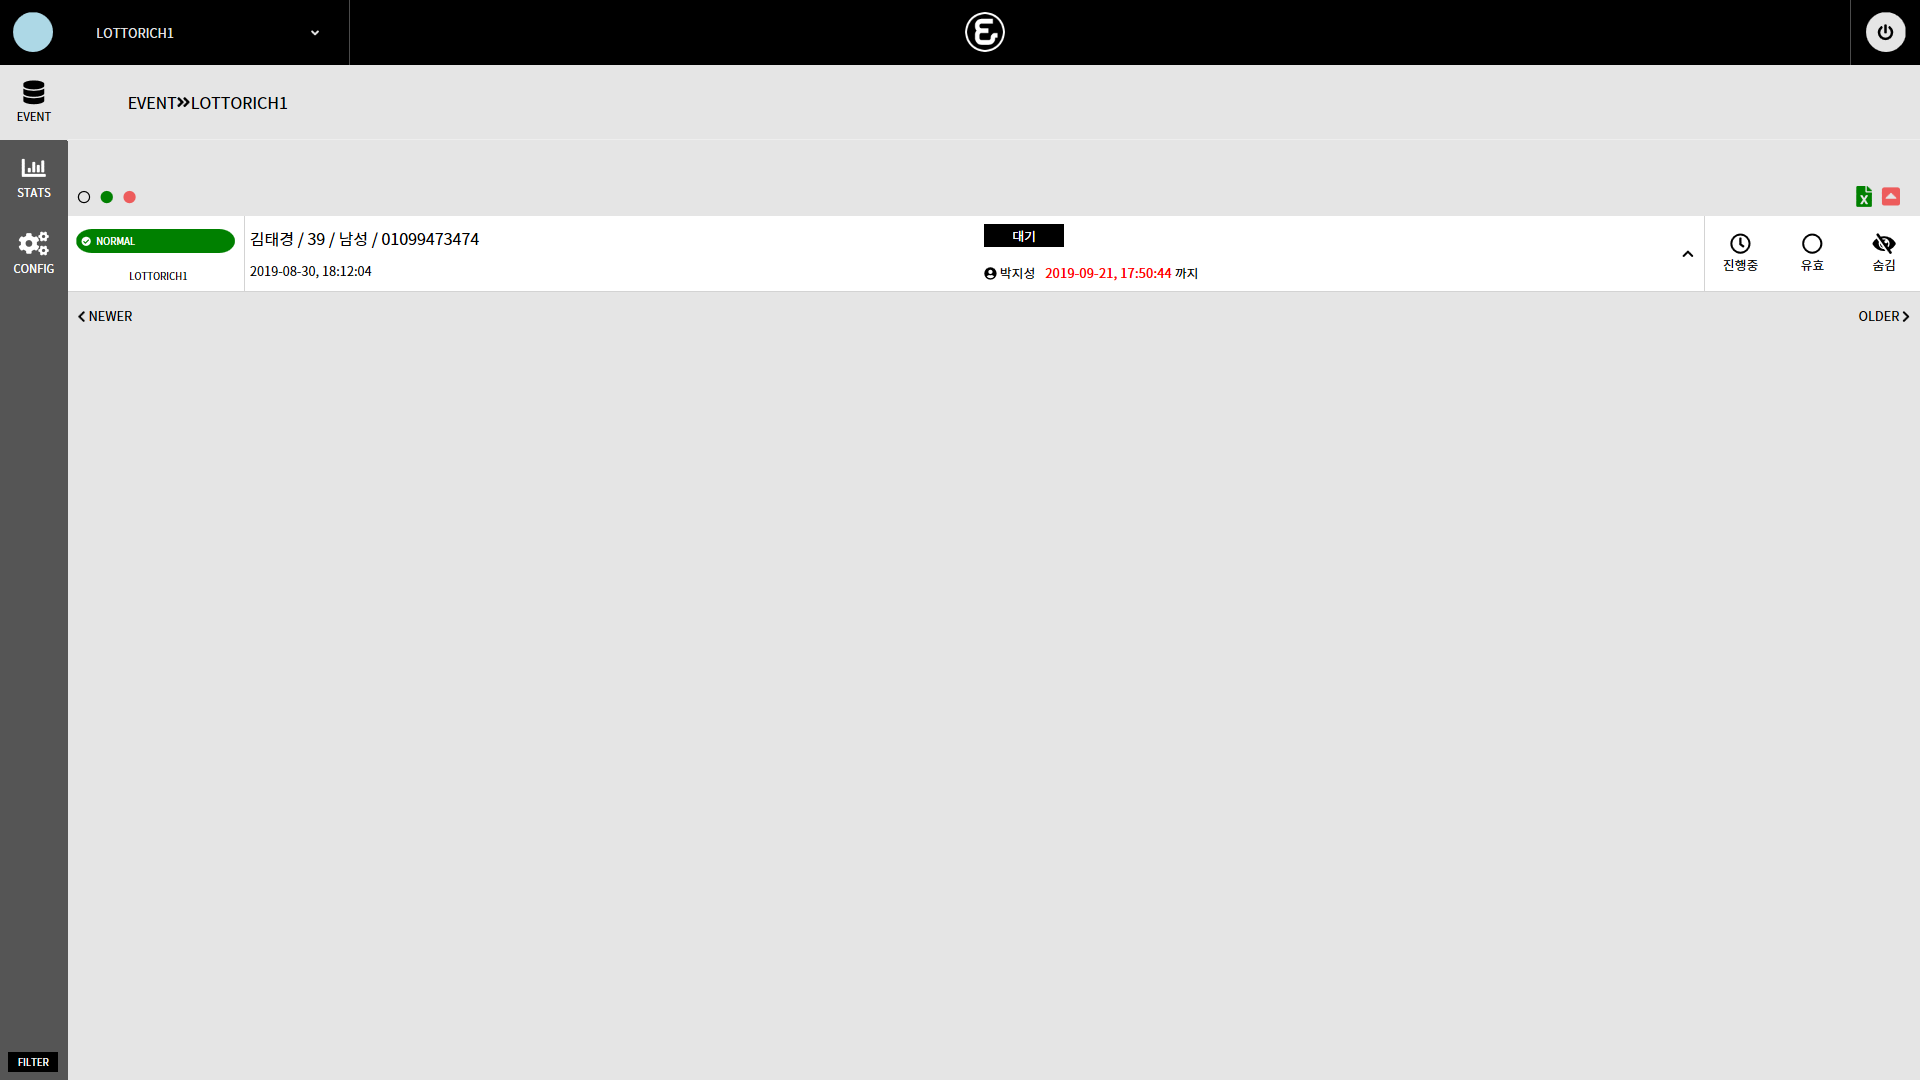 LOTTORICH1
EVENT
EVENT»LOTTORICH1
STATS
CONFIG
NORMAL
LOTTORICH1
김태경 / 39 / 남성 / 01099473474
2019-08-30, 18:12:04
대기
박지성 2019-09-21, 17:50:44 까지
진행중
유효
숨김
NEWER
OLDER
FILTER